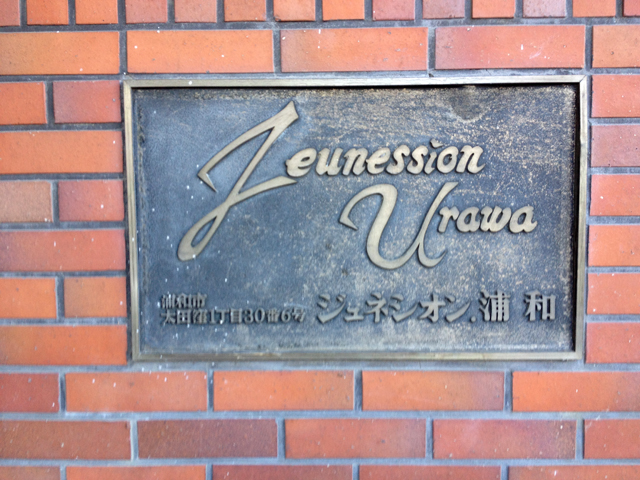 Jeunession
Urawa
浦和市
太田窪1丁目30番6号
ジュネシオン.浦和